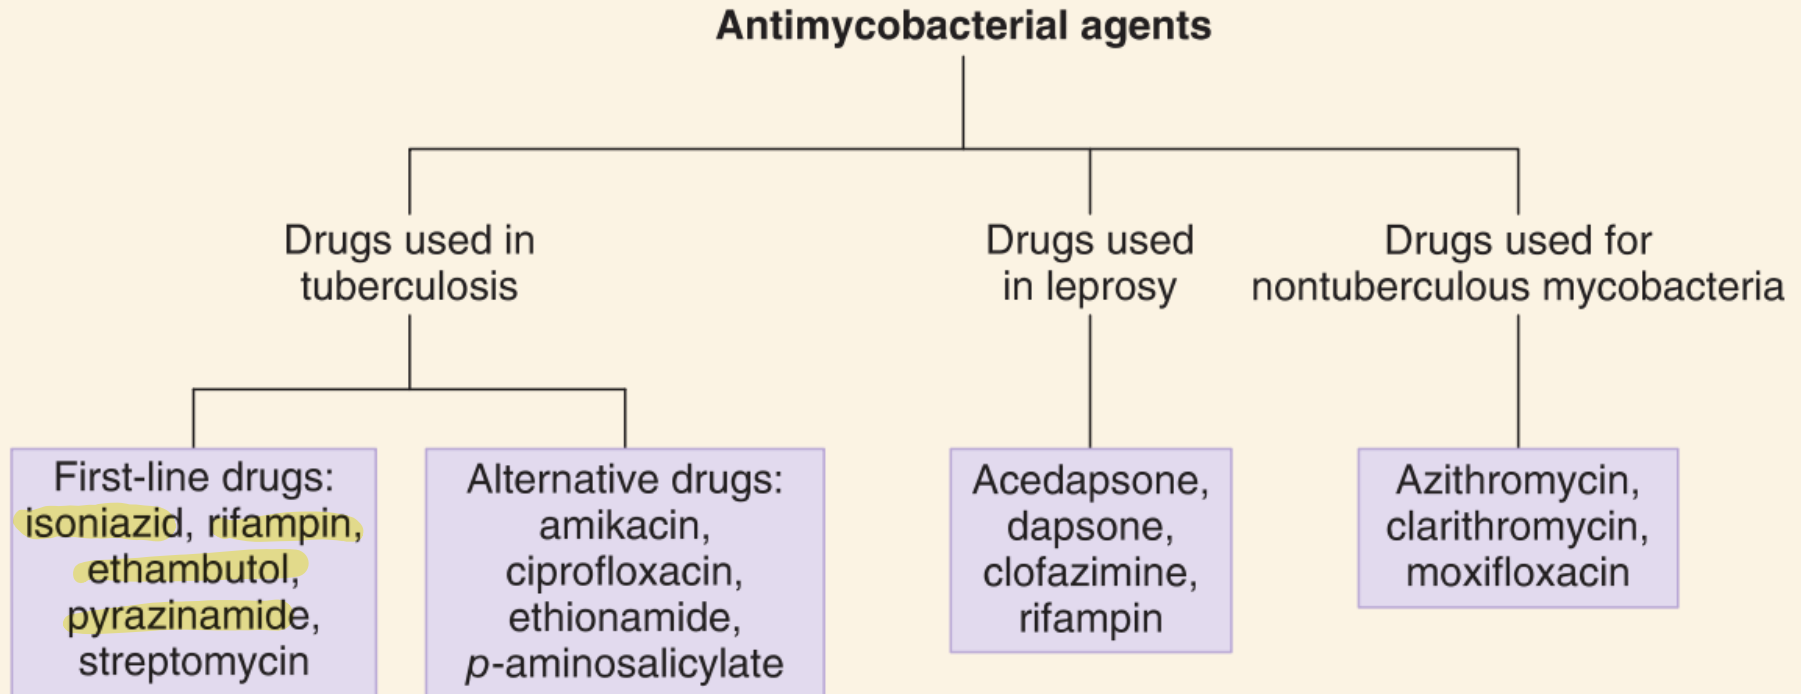 Antimycobacterial agents
Drugs used in
tuberculosis
Drugs used
in leprosy
Drugs used for
nontuberculous mycobacteria
First-line drugs:
isoniazid, rifampin,
ethambutol,
pyrazinamide,
streptomycin
Alternative drugs:
amikacin,
ciprofloxacin,
ethionamide,
p-aminosalicylate
Acedapsone,
dapsone,
clofazimine,
rifampin
Azithromycin,
clarithromycin,
moxifloxacin